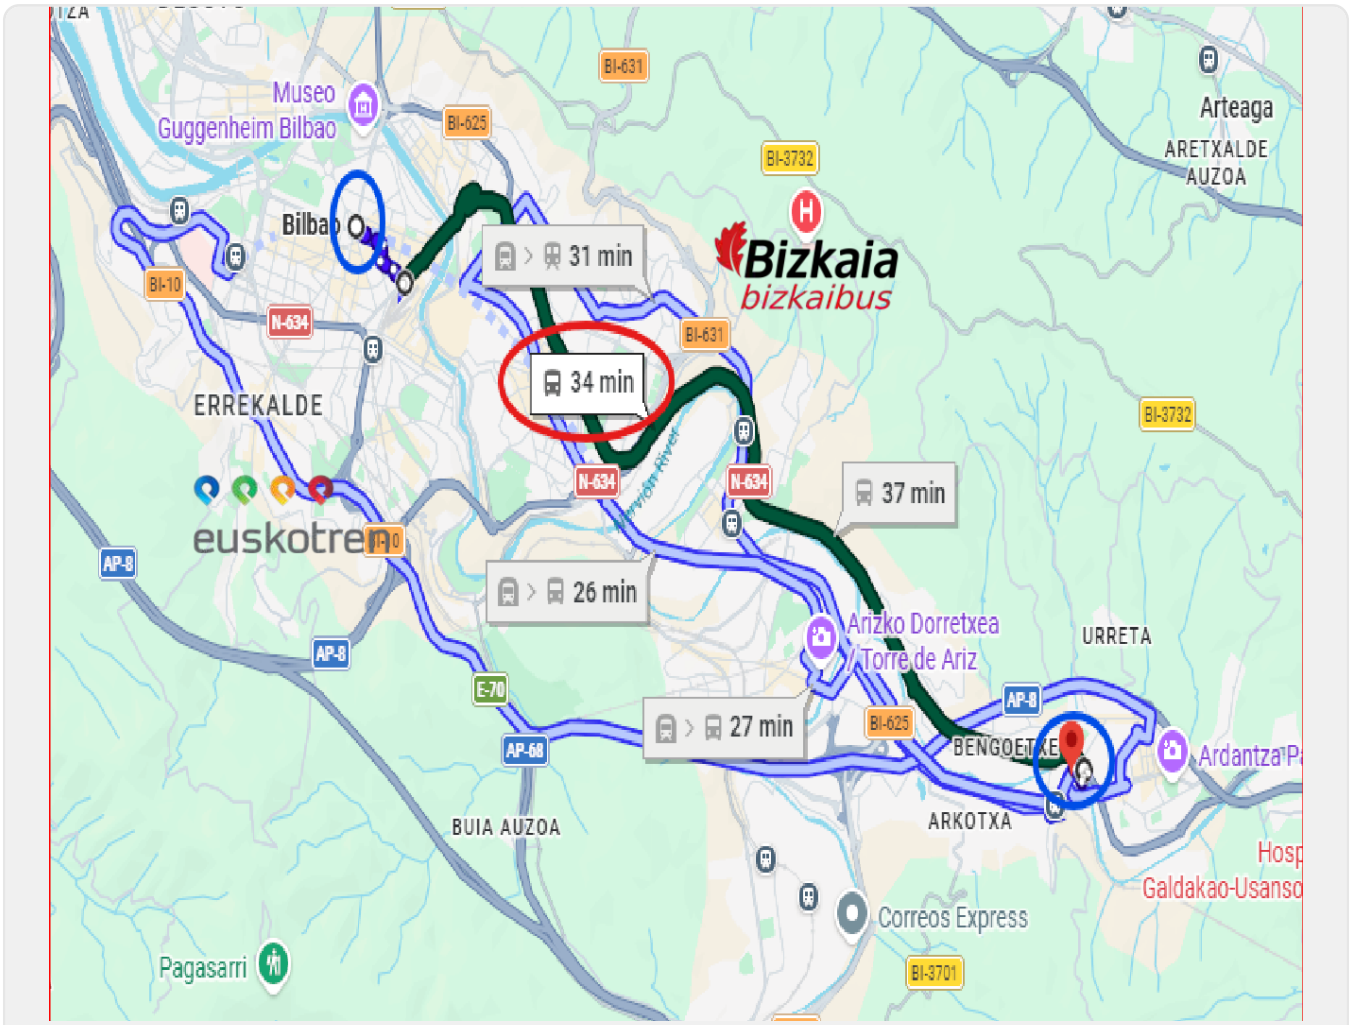 BI-631
Museo
Guggenheim Bilbao
BI-625
Arteaga
BI-3732
ARETXALDE
AUZOA
H
Bilbao
31 min
Bizkaia
bizkaibus
BI-10
N-634
BI-631
34 min
ERREKALDE
BI-3732
Nervión River
N-634
N-634
37 min
euskotren
AP-8
26 min
Arizko Dorretxea
/ Torre de Ariz
URRETA
AP-8
E-70
AP-8
27 min
BI-625
AP-68
BENGOETXE
Ardantza
BUIA AUZOA
ARKOTXA
Hosp
Galdakao-Usanso
Correos Express
Pagasarri
BI-3701